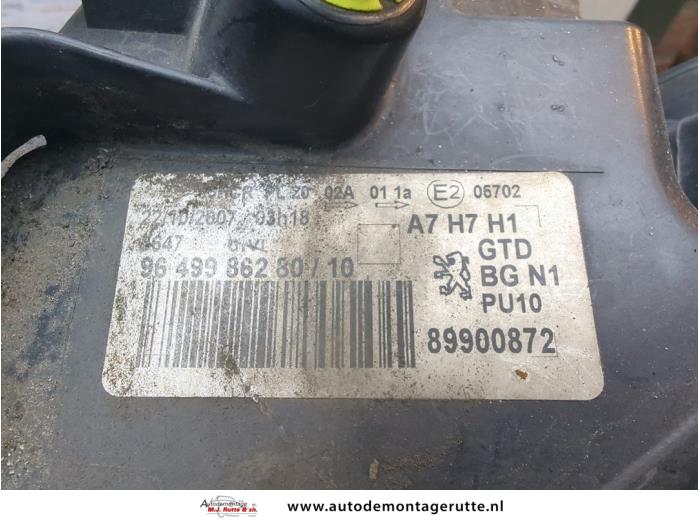 02A 01 1a E2 05702
22/10/2007 03h18 A7 H7 H1
GTD
96 499 862 80 / 10 BG N1
PU10
89900872
Autodemontage
M.J. Rutte & zn.
www.autodemontagerutte.nl